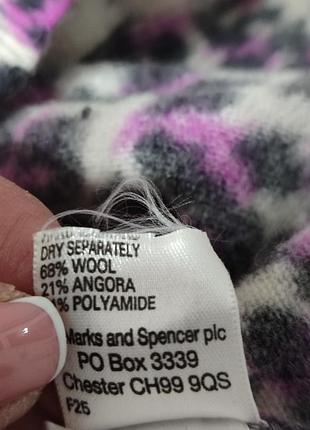 DRY SEPARATELY
68% WOOL
21% ANGORA
POLYAMIDE
Marks and Spencer plc
PO Box 3339
Chester CH99 9QS
F25